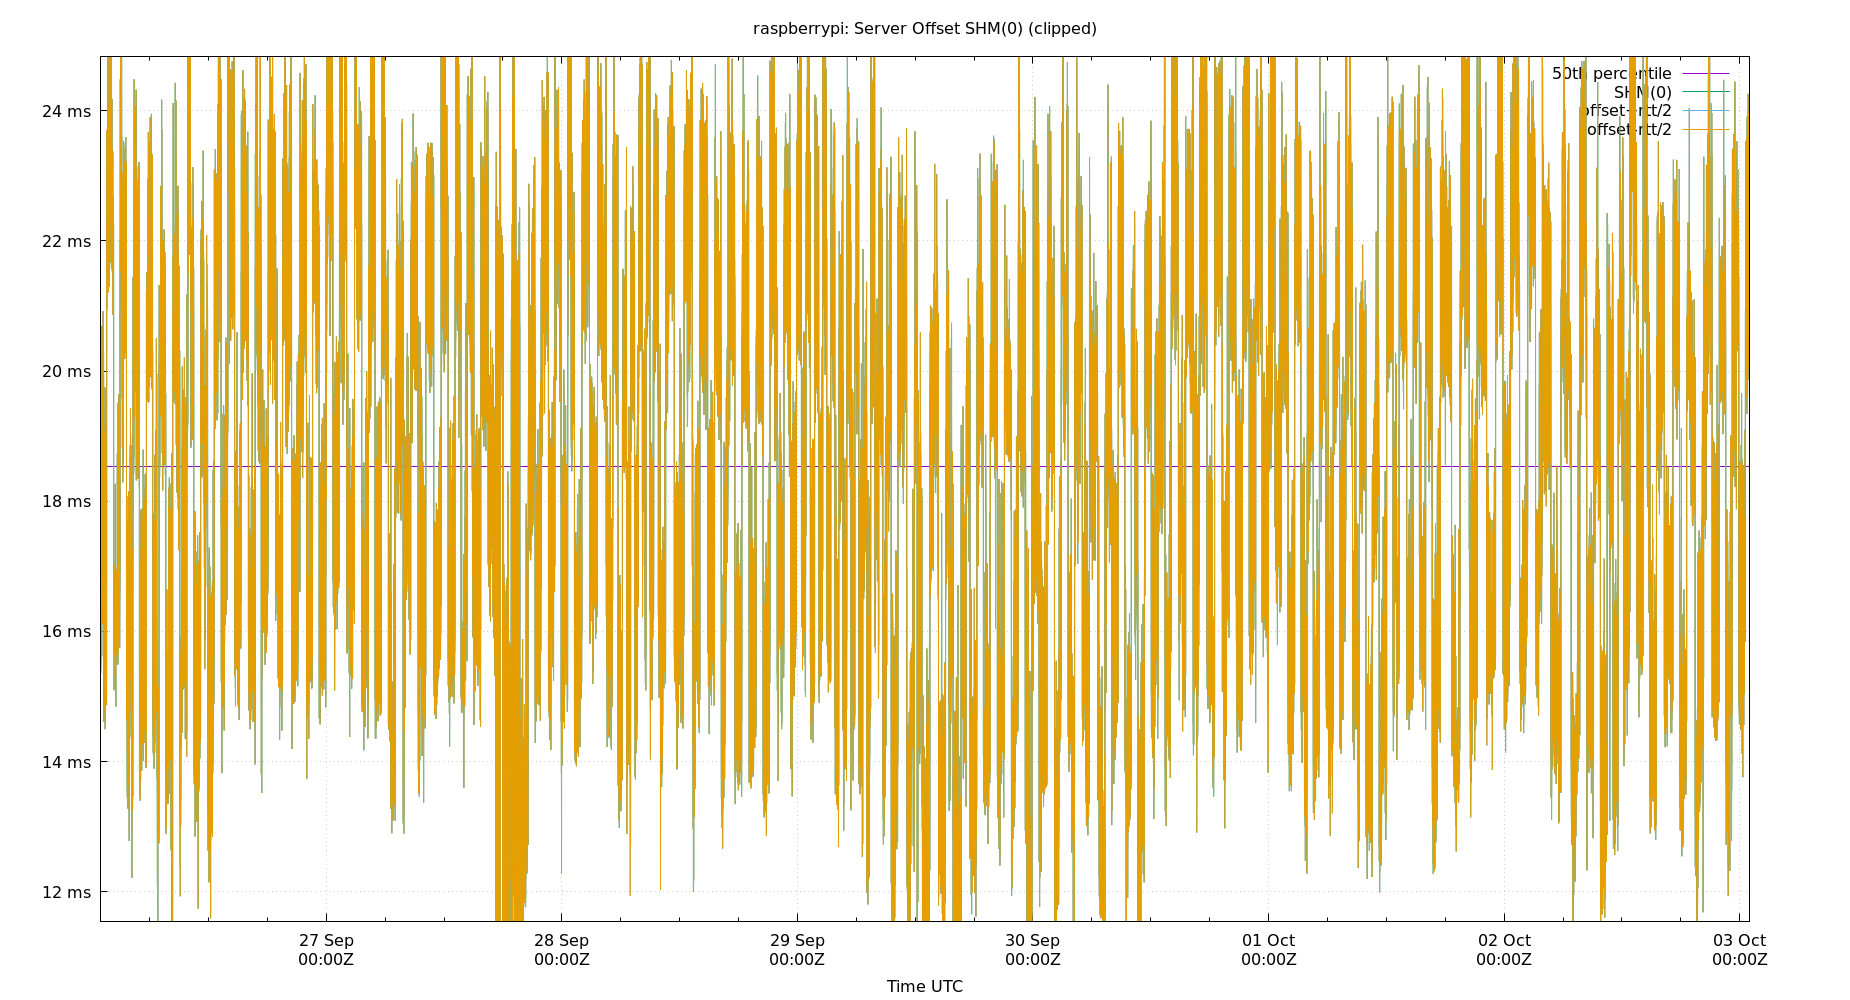 raspberrypi: Server Offset SHM(0) (clipped)
50th percentile
SHM(0)
offset+rtt/2
offset-rtt/2
24 ms
22 ms
20 ms
18 ms
16 ms
14 ms
12 ms
27 Sep 28 Sep 29 Sep 30 Sep 01 Oct 02 Oct 03 Oct
00:00Z 00:00Z 00:00Z 00:00Z 00:00Z 00:00Z 00:00Z
Time UTC